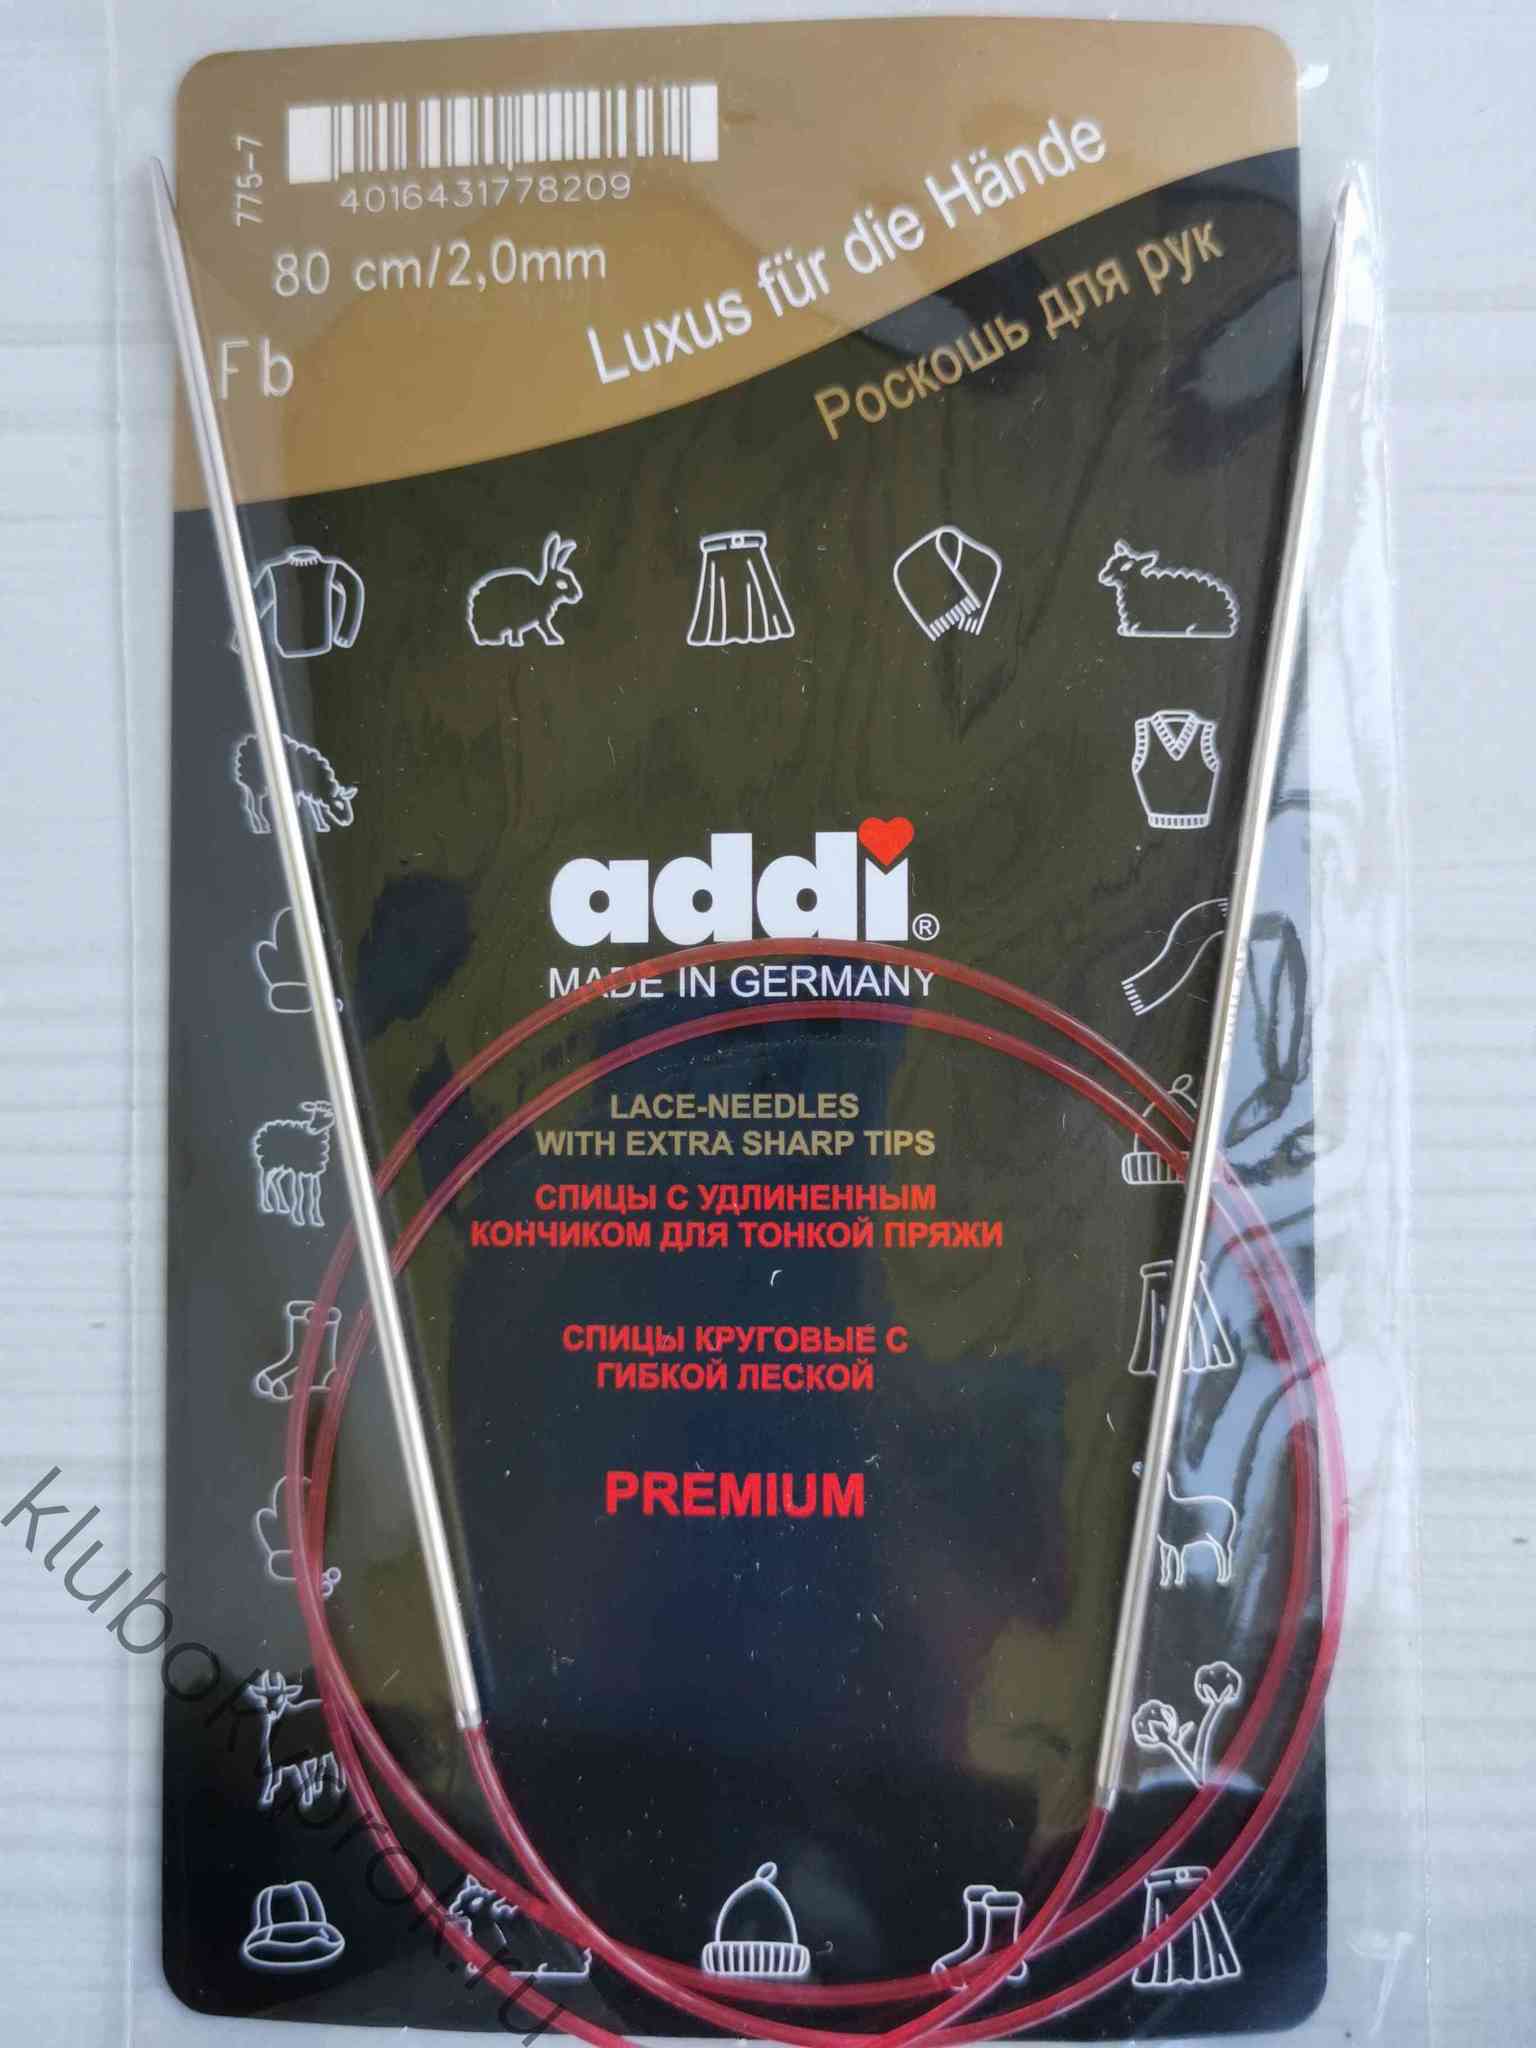 775-7
4016431778209
80 cm/2,0mm
Fb
Luxus für die Hände
Роскошь для рук
addi®
MADE IN GERMANY
LACE-NEEDLES
WITH EXTRA SHARP TIPS
СПИЦЫ С УДЛИНЕННЫМ
КОНЧИКОМ ДЛЯ ТОНКОЙ ПРЯЖИ
СПИЦЫ КРУГОВЫЕ С
ГИБКОЙ ЛЕСКОЙ
PREMIUM